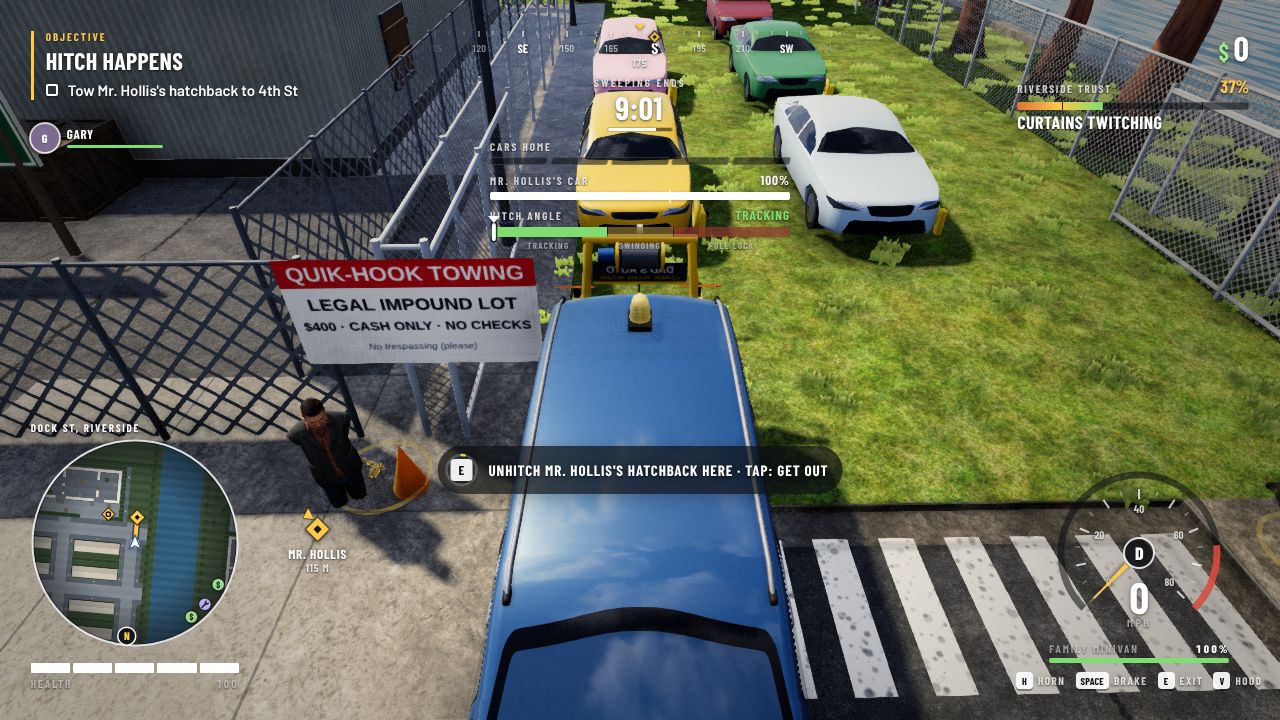 OBJECTIVE
HITCH HAPPENS
Tow Mr. Hollis's hatchback to 4th St
G
GARY
120
SE
150
165
S
195
210
SW
175
SWEEPING ENDS
9:01
CARS HOME
MR. HOLLIS'S CAR
100%
HITCH ANGLE
TRACKING
TRACKING
SWINGING
FULL LOCK
$0
RIVERSIDE TRUST
37%
CURTAINS TWITCHING
QUIK-HOOK TOWING
LEGAL IMPOUND LOT
$400 · CASH ONLY · NO CHECKS
No trespassing (please)
E
UNHITCH MR. HOLLIS'S HATCHBACK HERE · TAP: GET OUT
MR. HOLLIS
115 M
DOCK ST, RIVERSIDE
N
HEALTH
100
20
40
60
80
D
0
MPH
FAMILY MINIVAN
100%
H HORN
SPACE BRAKE
E EXIT
V HOOD